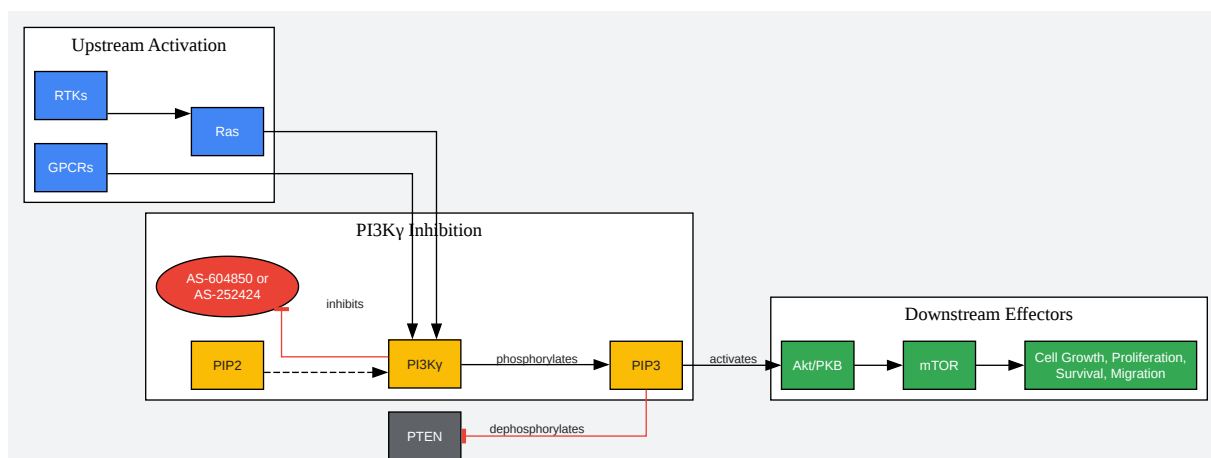 Upstream Activation
RTKs
Ras
GPCRs
PI3Kγ Inhibition
AS-604850 or
AS-252424
inhibits
PIP2
PI3Kγ
phosphorylates
PIP3
activates
Downstream Effectors
Akt/PKB
mTOR
Cell Growth, Proliferation,
Survival, Migration
PTEN
dephosphorylates